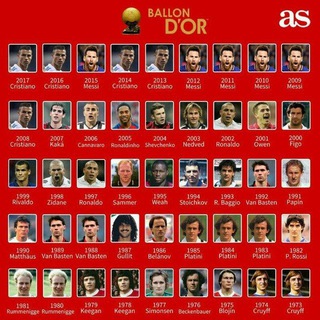 BALLON
D'OR
as
2017 2016 2015 2014 2013 2012 2011 2010 2009
Cristiano Cristiano Messi Cristiano Cristiano Messi Messi Messi Messi
2008 2007 2006 2005 2004 2003 2002 2001 2000
Cristiano Kaká Cannavaro Ronaldinho Shevchenko Nedved Ronaldo Owen Figo
1999 1998 1997 1996 1995 1994 1993 1992 1991
Rivaldo Zidane Ronaldo Sammer Weah Stoichkov R. Baggio Van Basten Papin
1990 1989 1988 1987 1986 1985 1984 1983 1982
Matthaus Van Basten Van Basten Gullit Belánov Platini Platini Platini P. Rossi
1981 1980 1979 1978 1977 1976 1975 1974 1973
Rummenigge Rummenigge Keegan Keegan Simonsen Beckenbauer Blojin Cruyff Cruyff